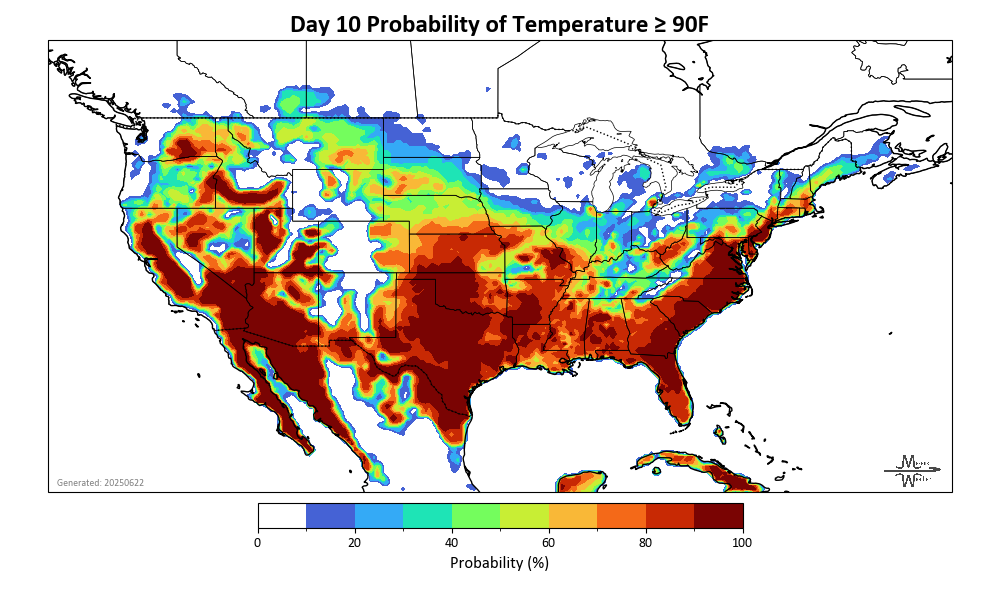 Day 10 Probability of Temperature ≥ 90F
Generated: 20250622
0 20 40 60 80 100
Probability (%)